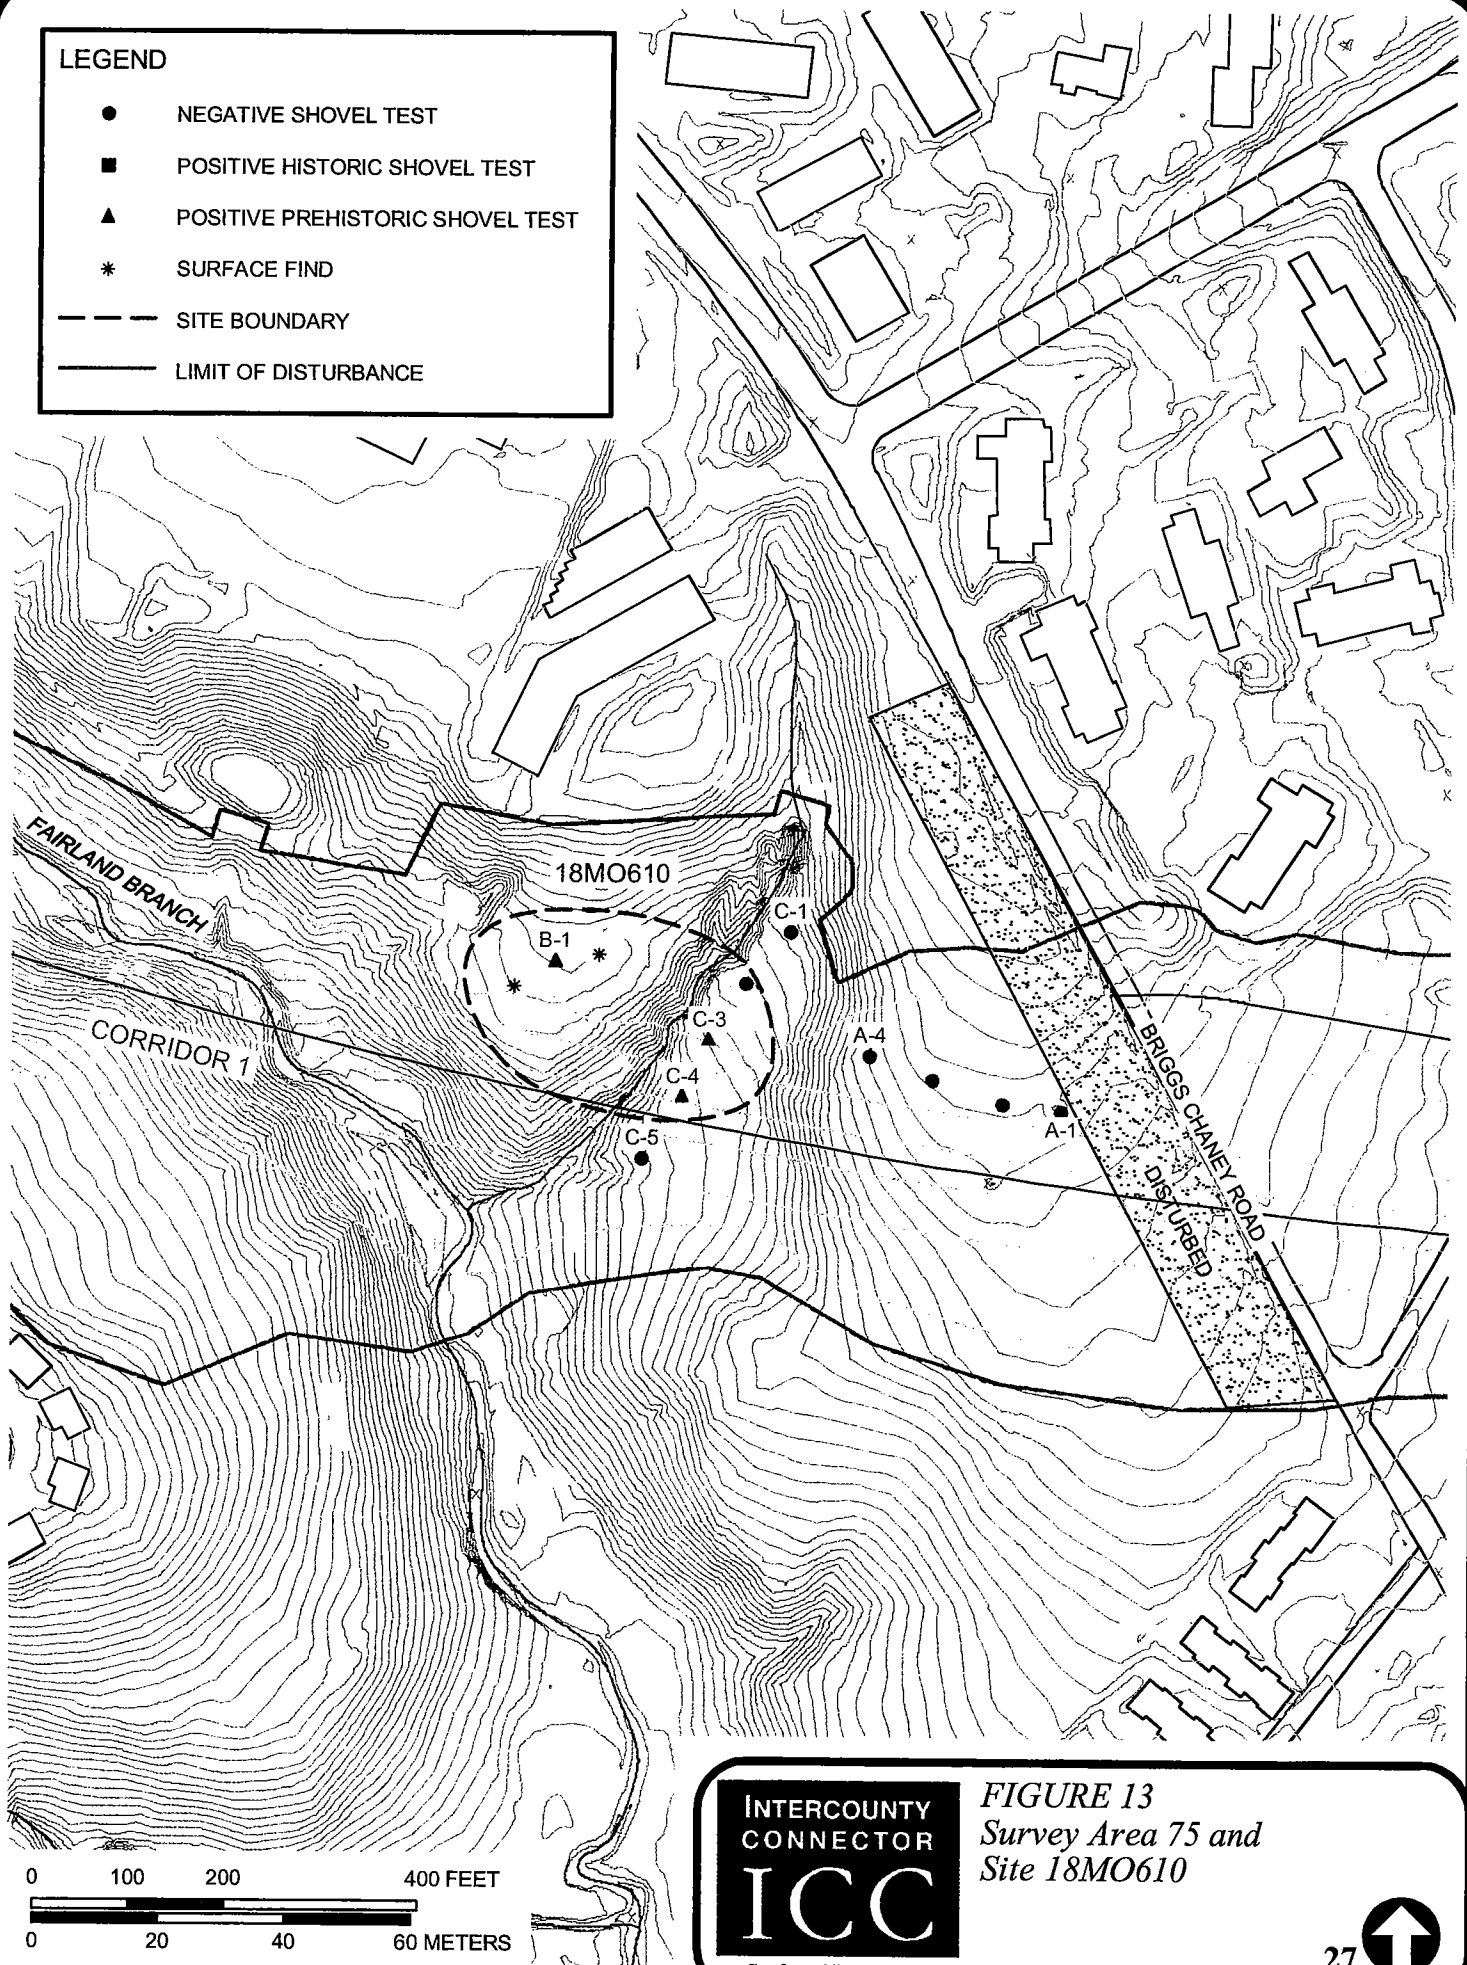 LEGEND
NEGATIVE SHOVEL TEST
POSITIVE HISTORIC SHOVEL TEST
POSITIVE PREHISTORIC SHOVEL TEST
SURFACE FIND
SITE BOUNDARY
LIMIT OF DISTURBANCE
FAIRLAND BRANCH
18MO610
C-1
B-1
C-3
A-4
CORRIDOR 1
C-4
A-1
C-5
BRIGGS CHANEY ROAD
DISTURBED
0 100 200 400 FEET
0 20 40 60 METERS
INTERCOUNTY
CONNECTOR
ICC
FIGURE 13
Survey Area 75 and
Site 18MO610
27